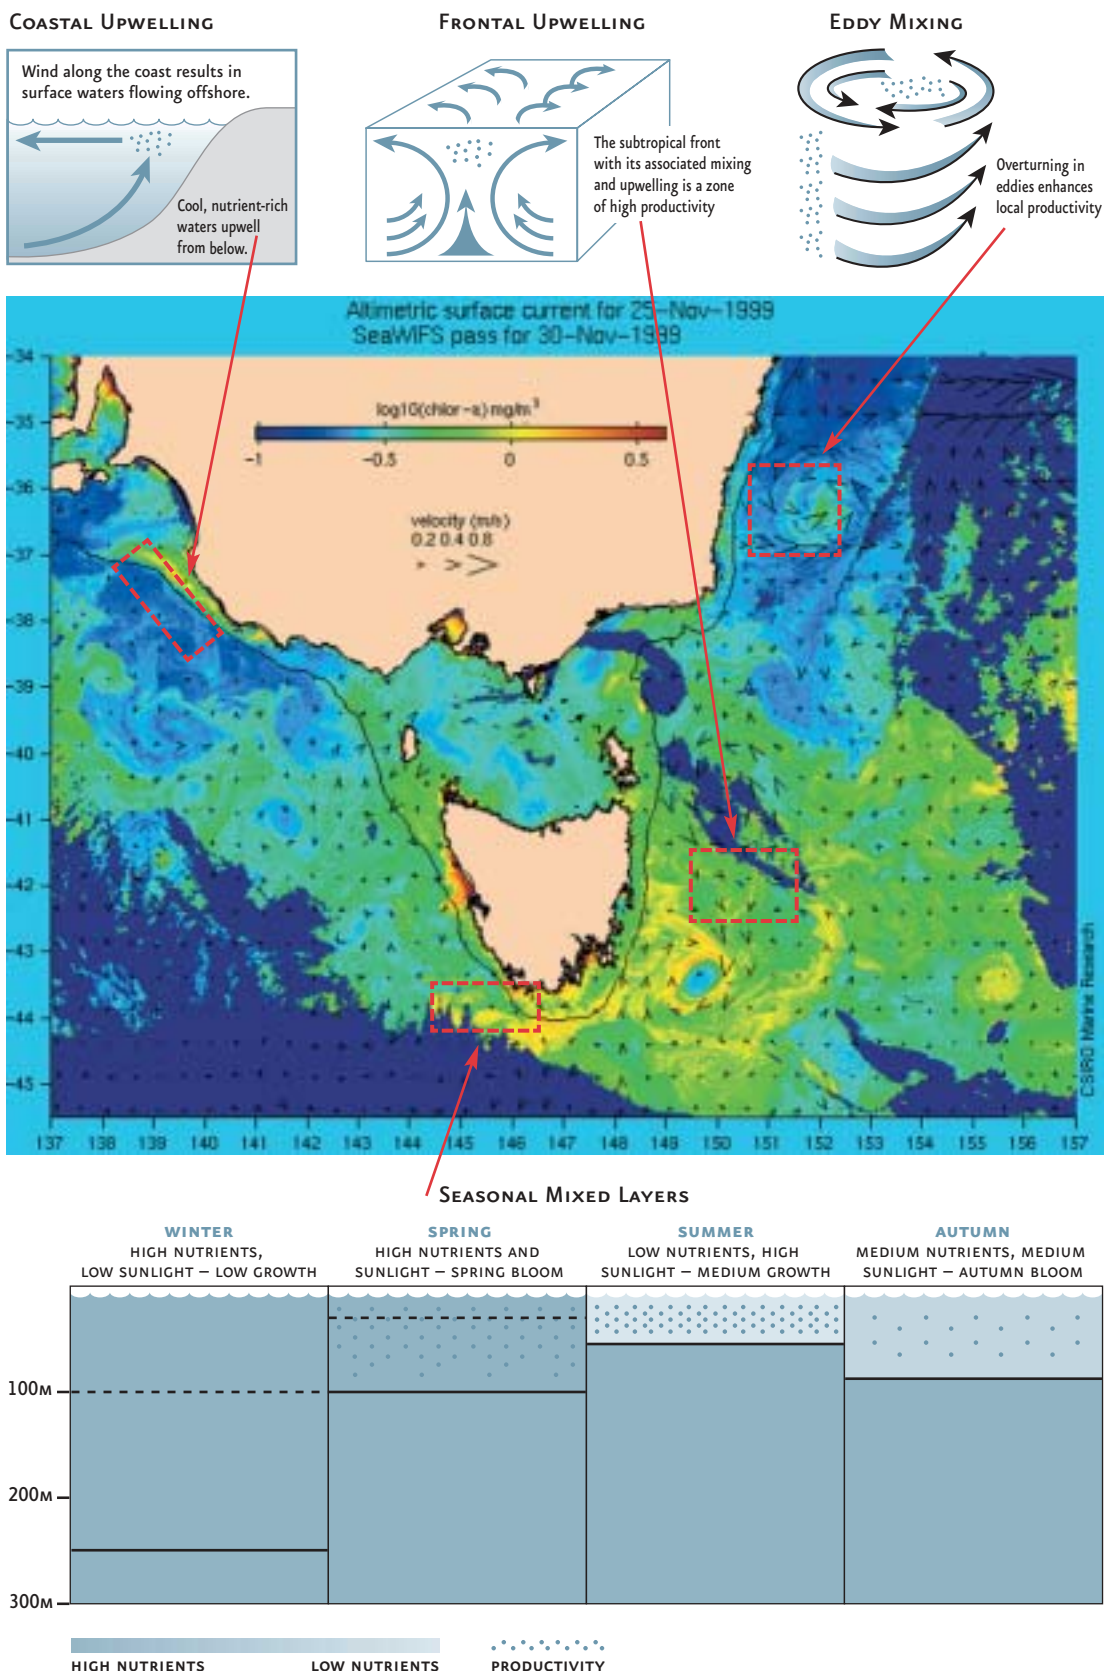 COASTAL UPWELLING
Wind along the coast results in
surface waters flowing offshore.
Cool, nutrient-rich
waters upwell
from below.
FRONTAL UPWELLING
The subtropical front
with its associated mixing
and upwelling is a zone
of high productivity
EDDY MIXING
Overturning in
eddies enhances
local productivity
Altimetric surface current for 25-Nov-1999
SeaWIFS pass for 30-Nov-1999
log10(chlor-a) mg/m³
-1 -0.5 0 0.5
velocity (m/s)
0.2 0.4 0.8
-34
-35
-36
-37
-38
-39
-40
-41
-42
-43
-44
-45
137 138 139 140 141 142 143 144 145 146 147 148 149 150 151 152 153 154 155 156 157
CSIRO Marine Research
SEASONAL MIXED LAYERS
WINTER
HIGH NUTRIENTS,
LOW SUNLIGHT – LOW GROWTH
SPRING
HIGH NUTRIENTS AND
SUNLIGHT – SPRING BLOOM
SUMMER
LOW NUTRIENTS, HIGH
SUNLIGHT – MEDIUM GROWTH
AUTUMN
MEDIUM NUTRIENTS, MEDIUM
SUNLIGHT – AUTUMN BLOOM
100M
200M
300M
HIGH NUTRIENTS LOW NUTRIENTS PRODUCTIVITY